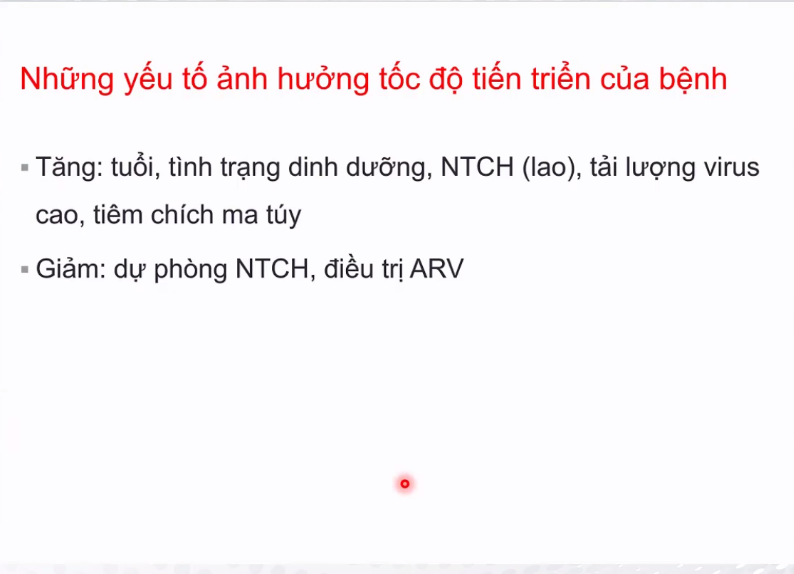 Những yếu tố ảnh hưởng tốc độ tiến triển của bệnh
▪ Tăng: tuổi, tình trạng dinh dưỡng, NTCH (lao), tải lượng virus
cao, tiêm chích ma túy
▪ Giảm: dự phòng NTCH, điều trị ARV